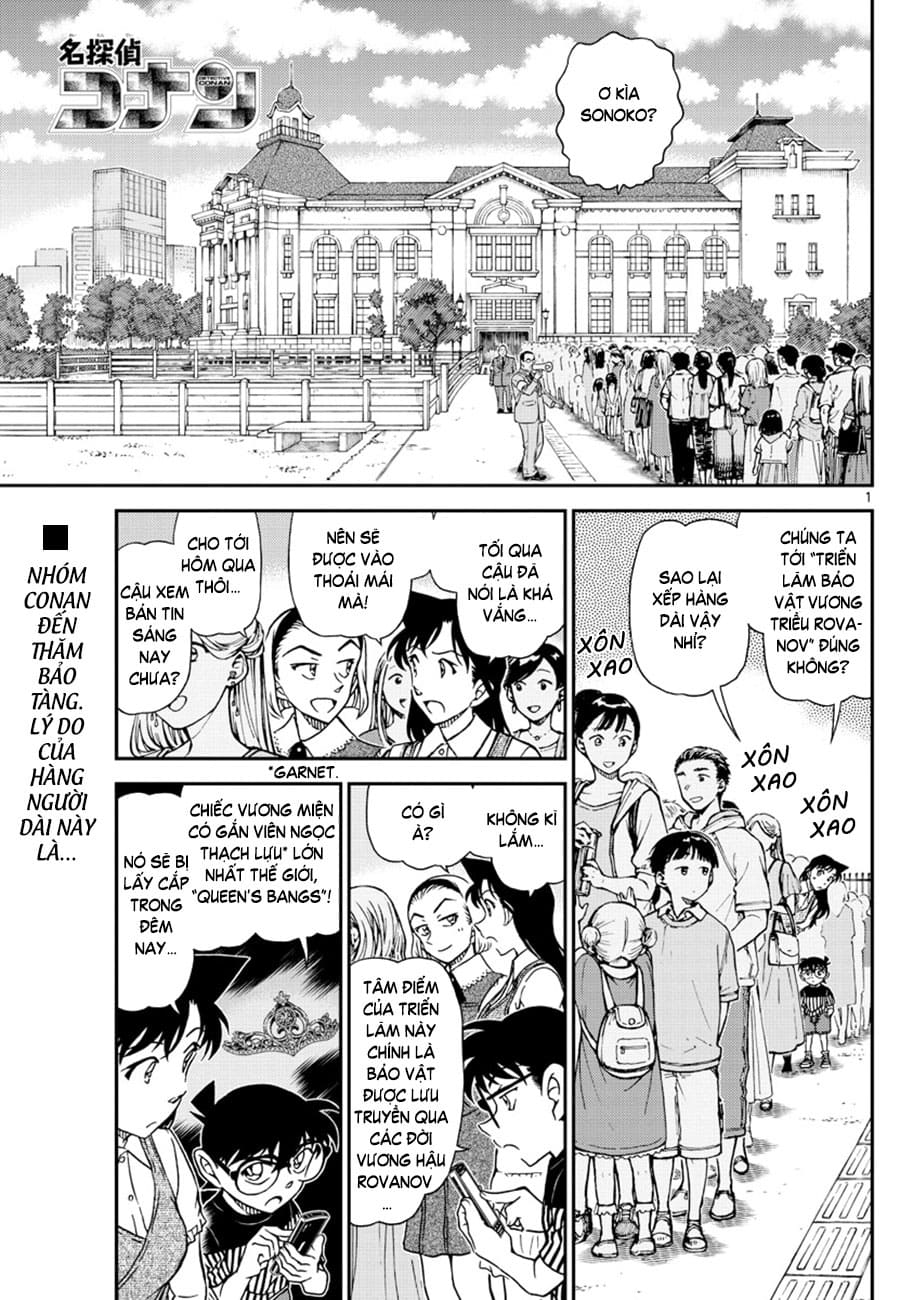 名探偵
コナン
DETECTIVE
CONAN
Ơ KÌA
SONOKO?
1
CHÚNG TA
TỚI "TRIỂN
LÃM BẢO
VẬT VƯƠNG
TRIỀU ROVA-
NOV" ĐÚNG
KHÔNG?
SAO LẠI
XẾP HÀNG
DÀI VẬY
NHỈ?
XÔN
XAO
XÔN
XAO
XÔN
XAO
TỐI QUA
CẬU ĐÃ
NÓI LÀ KHÁ
VẮNG...
NÊN SẼ
ĐƯỢC VÀO
THOẢI MÁI
MÀ!
CHO TỚI
HÔM QUA
THÔI...
CẬU XEM
BẢN TIN
SÁNG
NAY
CHƯA?
NHÓM
CONAN
ĐẾN
THĂM BẢO
TÀNG.
LÝ DO
CỦA
HÀNG
NGƯỜI
DÀI NÀY
LÀ...
KHÔNG KĨ
LẮM.
CÓ GÌ
À?
TÂM ĐIỂM
CỦA TRIỂN
LÃM NÀY
CHÍNH LÀ
BẢO VẬT
ĐƯỢC LƯU
TRUYỀN QUA
CÁC ĐỜI
VƯƠNG HẬU
ROVANOV
...
*GARNET.
CHIẾC VƯƠNG MIỆN
CÓ GẮN VIÊN NGỌC
THẠCH LỰU* LỚN
NHẤT THẾ GIỚI,
"QUEEN'S BANGS"!
NÓ SẼ BỊ
LẤY CẮP
TRONG
ĐÊM
NAY...